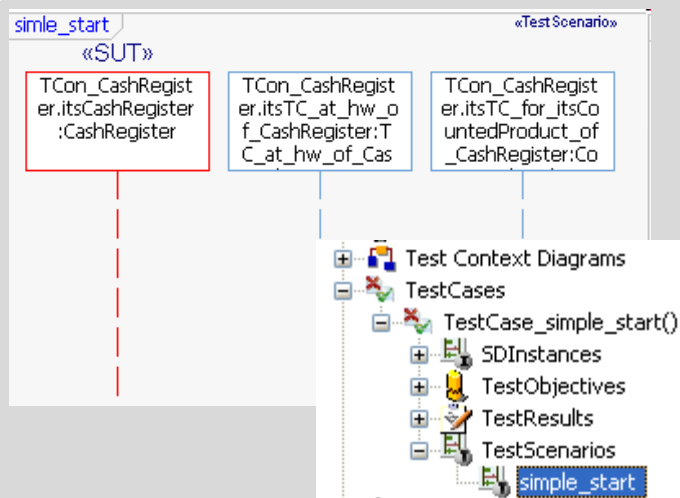 simle_start
«TestScenario»
«SUT»
TCon_CashRegist
er.itsCashRegister
:CashRegister
TCon_CashRegist
er.itsTC_at_hw_o
f_CashRegister:T
C_at_hw_of_Cas
TCon_CashRegist
er.itsTC_for_itsCo
untedProduct_of
_CashRegister:Co
Test Context Diagrams
TestCases
TestCase_simple_start()
SDInstances
TestObjectives
TestResults
TestScenarios
simple_start